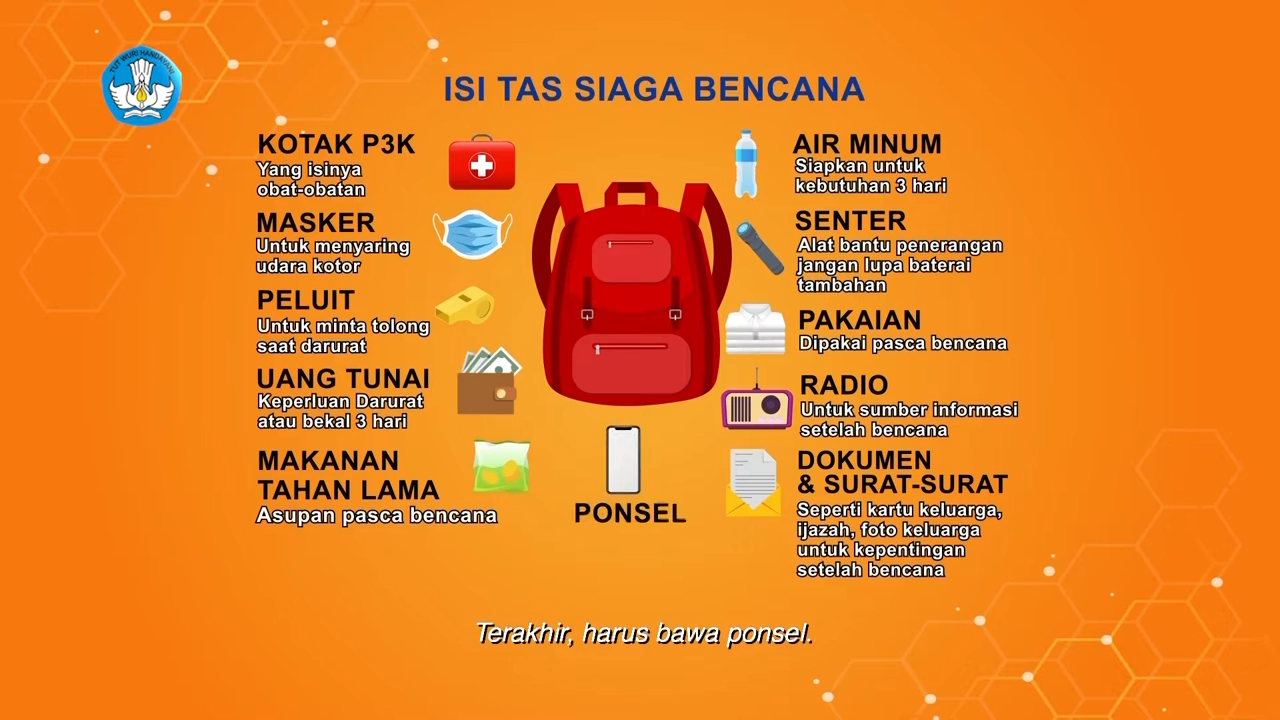 TUT WURI HANDAYANI
ISI TAS SIAGA BENCANA
KOTAK P3K
Yang isinya
obat-obatan
MASKER
Untuk menyaring
udara kotor
PELUIT
Untuk minta tolong
saat darurat
UANG TUNAI
Keperluan Darurat
atau bekal 3 hari
MAKANAN
TAHAN LAMA
Asupan pasca bencana
PONSEL
AIR MINUM
Siapkan untuk
kebutuhan 3 hari
SENTER
Alat bantu penerangan
jangan lupa baterai
tambahan
PAKAIAN
Dipakai pasca bencana
RADIO
Untuk sumber informasi
setelah bencana
DOKUMEN
& SURAT-SURAT
Seperti kartu keluarga,
ijazah, foto keluarga
untuk kepentingan
setelah bencana
Terakhir, harus bawa ponsel.